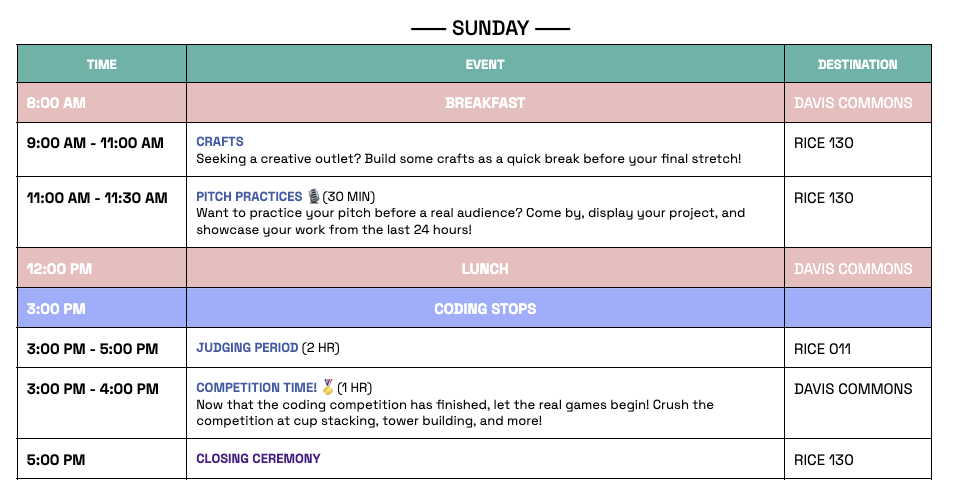 —— SUNDAY ——
TIME EVENT DESTINATION
8:00 AM BREAKFAST DAVIS COMMONS
9:00 AM - 11:00 AM CRAFTS RICE 130
Seeking a creative outlet? Build some crafts as a quick break before your final stretch!
11:00 AM - 11:30 AM PITCH PRACTICES 🎙️ (30 MIN) RICE 130
Want to practice your pitch before a real audience? Come by, display your project, and
showcase your work from the last 24 hours!
12:00 PM LUNCH DAVIS COMMONS
3:00 PM CODING STOPS
3:00 PM - 5:00 PM JUDGING PERIOD (2 HR) RICE 011
3:00 PM - 4:00 PM COMPETITION TIME! 🏅 (1 HR) DAVIS COMMONS
Now that the coding competition has finished, let the real games begin! Crush the
competition at cup stacking, tower building, and more!
5:00 PM CLOSING CEREMONY RICE 130